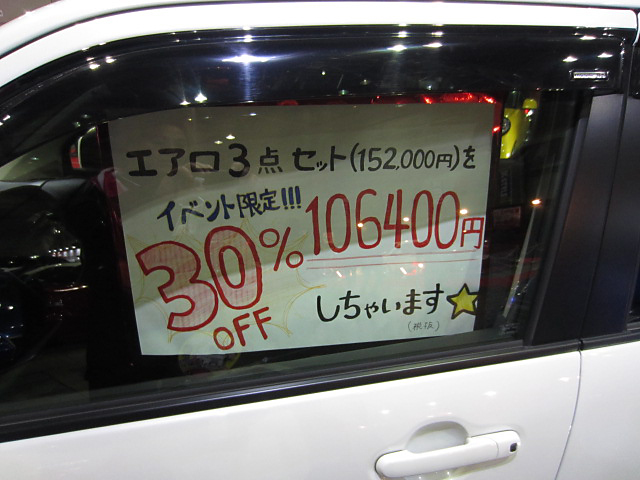 エアロ3点セット(152,000円)を
イベント限定!!!
30%
OFF
106400円
しちゃいます
(税抜)